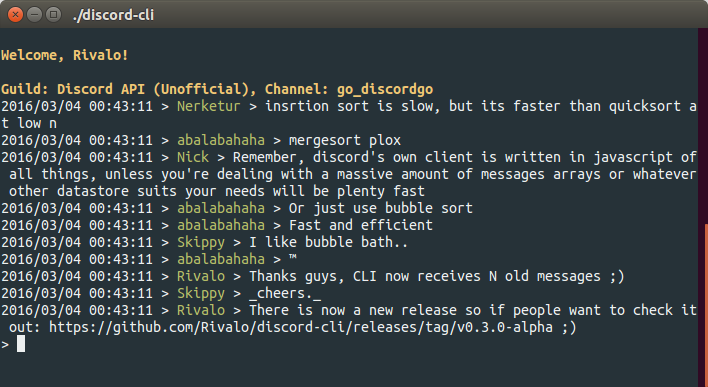 ./discord-cli
Welcome, Rivalo!
Guild: Discord API (Unofficial), Channel: go_discordgo
2016/03/04 00:43:11 > Nerketur > insrtion sort is slow, but its faster than quicksort a
t low n
2016/03/04 00:43:11 > abalabahaha > mergesort plox
2016/03/04 00:43:11 > Nick > Remember, discord's own client is written in javascript of
all things, unless you're dealing with a massive amount of messages arrays or whatever
other datastore suits your needs will be plenty fast
2016/03/04 00:43:11 > abalabahaha > Or just use bubble sort
2016/03/04 00:43:11 > abalabahaha > Fast and efficient
2016/03/04 00:43:11 > Skippy > I like bubble bath..
2016/03/04 00:43:11 > abalabahaha > ™
2016/03/04 00:43:11 > Rivalo > Thanks guys, CLI now receives N old messages ;)
2016/03/04 00:43:11 > Skippy > _cheers._
2016/03/04 00:43:11 > Rivalo > There is now a new release so if people want to check it
out: https://github.com/Rivalo/discord-cli/releases/tag/v0.3.0-alpha ;)
>